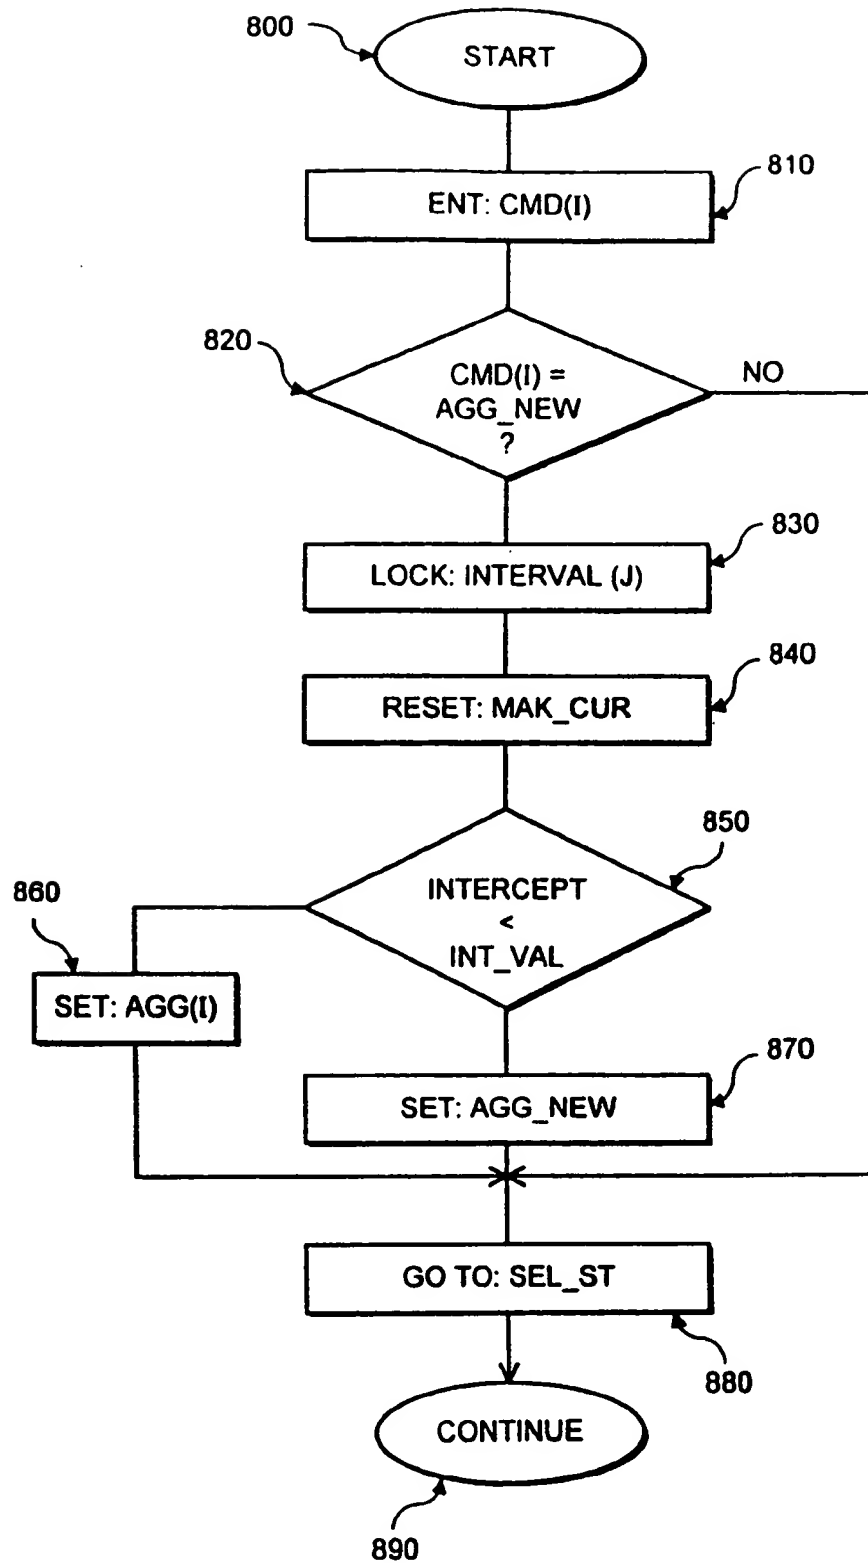 800
START
810
ENT: CMD(I)
820
CMD(I) =
AGG_NEW
?
NO
830
LOCK: INTERVAL (J)
840
RESET: MAK_CUR
850
INTERCEPT
<
INT_VAL
860
SET: AGG(I)
870
SET: AGG_NEW
GO TO: SEL_ST
880
CONTINUE
890